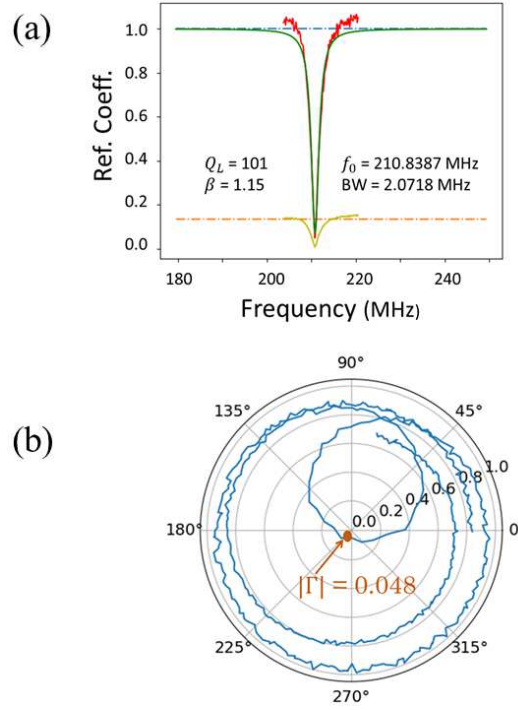 (a)
Ref. Coeff.
1.0
0.8
0.6
0.4
0.2
0.0
Q_L = 101
β = 1.15
f_0 = 210.8387 MHz
BW = 2.0718 MHz
180
200
220
240
Frequency (MHz)
(b)
90°
135°
45°
180°
0.0
0.2
0.4
0.6
0.8
1.0
0
|Γ| = 0.048
225°
315°
270°